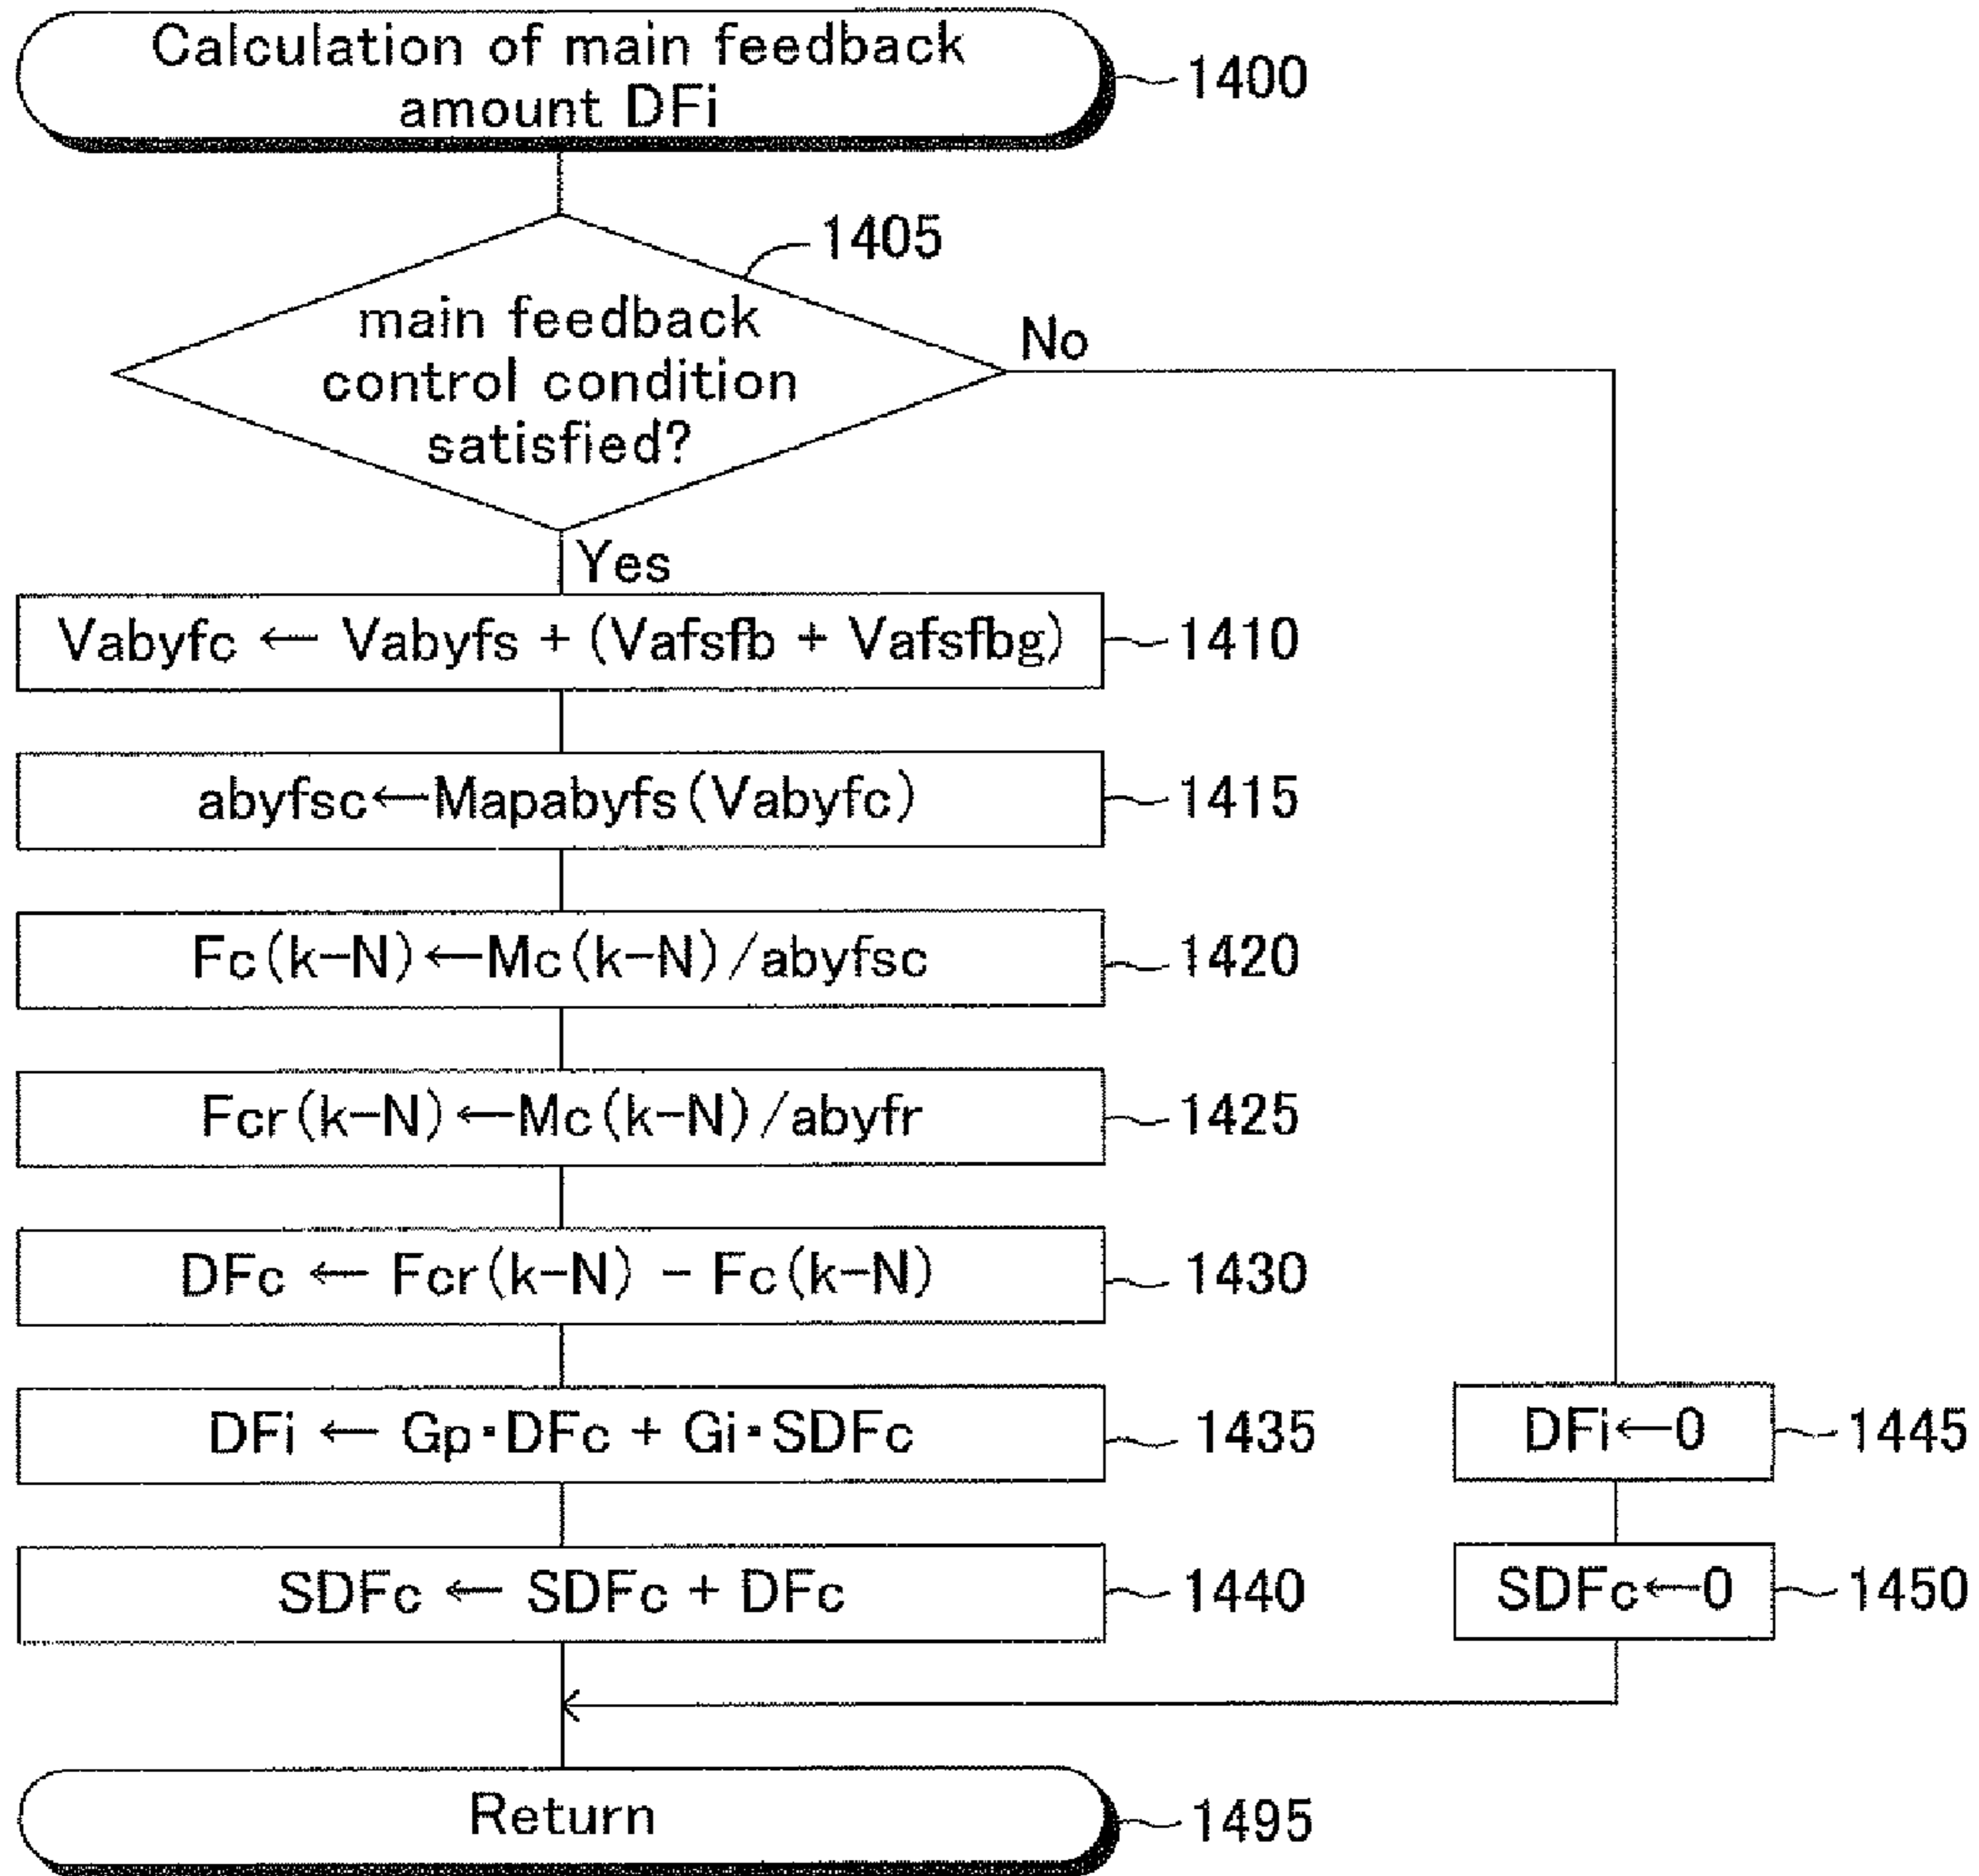 Calculation of main feedback
amount DFi
1400
1405
main feedback
control condition
satisfied?
No
Yes
Vabyfc ← Vabyfs + (Vafsfb + Vafsfbg)
1410
abyfsc←Mapabyfs(Vabyfc)
1415
Fc(k-N)←Mc(k-N)/abyfsc
1420
Fcr(k-N)←Mc(k-N)/abyfr
1425
DFc ← Fcr(k-N) - Fc(k-N)
1430
DFi ← Gp·DFc + Gi·SDFc
1435
DFi←0
1445
SDFc ← SDFc + DFc
1440
SDFc←0
1450
Return
1495